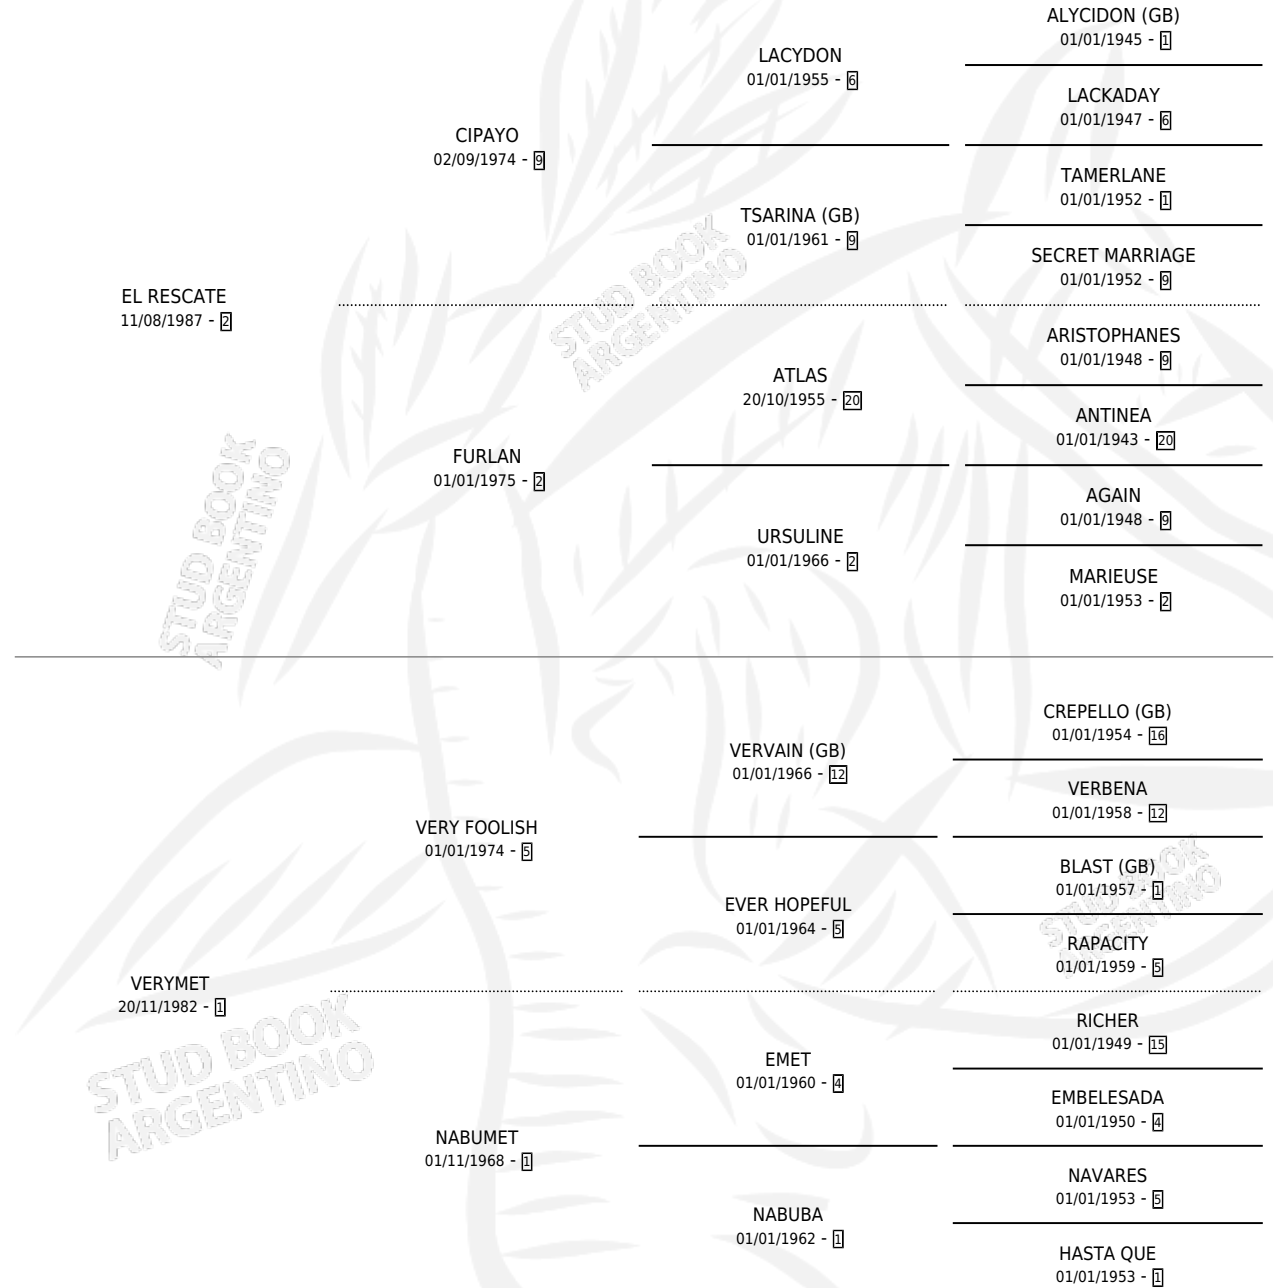 ALYCIDON (GB)
01/01/1945 - 1
LACYDON
01/01/1955 - 6
LACKADAY
01/01/1947 - 6
CIPAYO
02/09/1974 - 9
TAMERLANE
01/01/1952 - 1
TSARINA (GB)
01/01/1961 - 9
SECRET MARRIAGE
01/01/1952 - 9
EL RESCATE
11/08/1987 - 2
STUD BOOK
ARGENTINO
ARISTOPHANES
01/01/1948 - 9
ATLAS
20/10/1955 - 20
ANTINEA
01/01/1943 - 20
FURLAN
01/01/1975 - 2
AGAIN
01/01/1948 - 9
URSULINE
01/01/1966 - 2
MARIEUSE
01/01/1953 - 2
STUD BOOK
ARGENTINO
CREPELLO (GB)
01/01/1954 - 16
VERVAIN (GB)
01/01/1966 - 12
VERBENA
01/01/1958 - 12
VERY FOOLISH
01/01/1974 - 5
BLAST (GB)
01/01/1957 - 1
EVER HOPEFUL
01/01/1964 - 5
RAPACITY
01/01/1959 - 5
STUD BOOK
ARGENTINO
VERYMET
20/11/1982 - 1
RICHER
01/01/1949 - 15
EMET
01/01/1960 - 4
EMBELESADA
01/01/1950 - 4
STUD BOOK
ARGENTINO
NABUMET
01/11/1968 - 1
NAVARES
01/01/1953 - 5
NABUBA
01/01/1962 - 1
HASTA QUE
01/01/1953 - 1